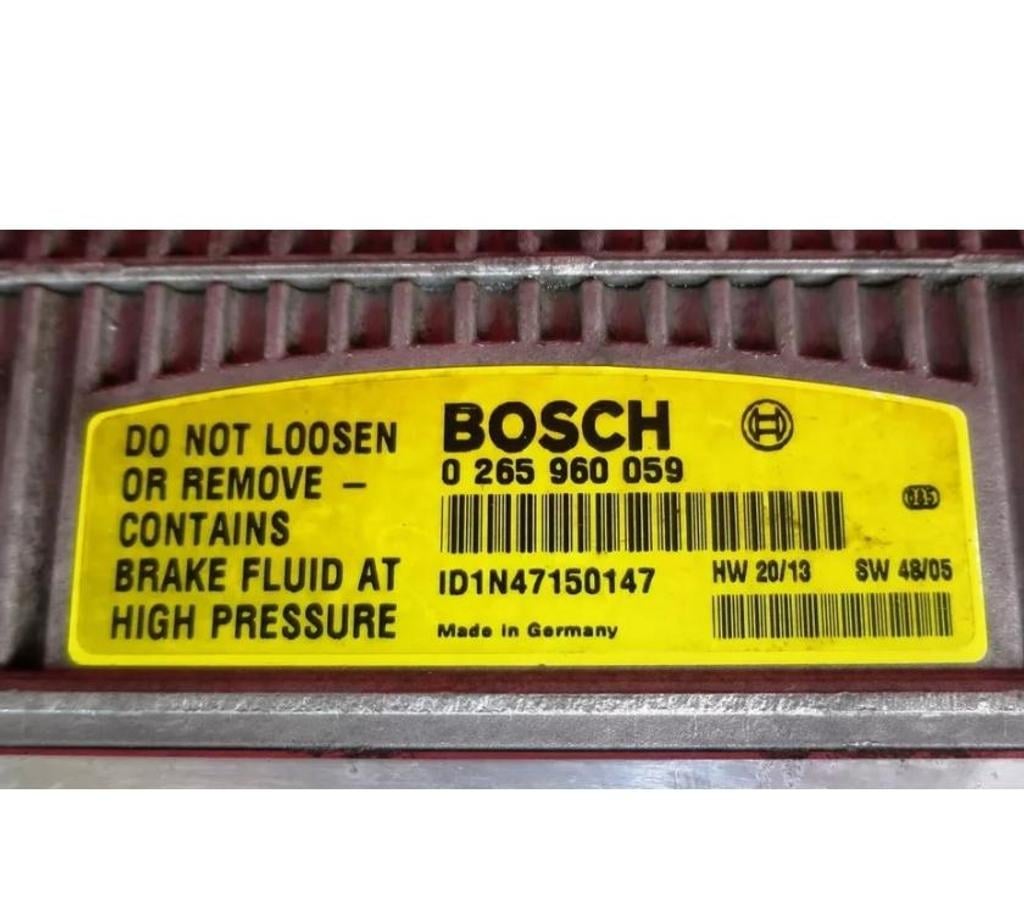 DO NOT LOOSEN
OR REMOVE –
CONTAINS
BRAKE FLUID AT
HIGH PRESSURE
BOSCH
0 265 960 059
ID1N47150147
Made in Germany
HW 20/13 SW 48/05